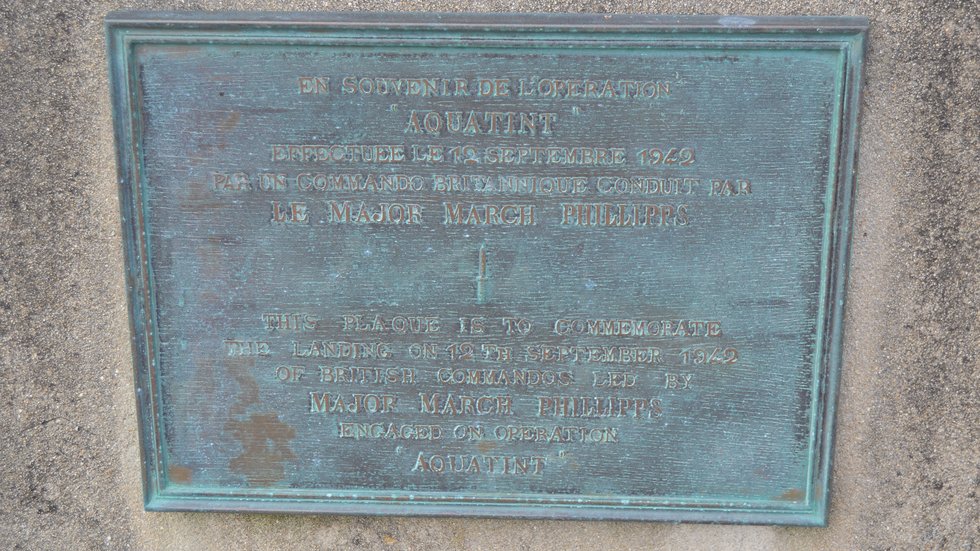 EN SOUVENIR DE L'OPERATION
"AQUATINT"
EFFECTUEE LE 12 SEPTEMBRE 1942
PAR UN COMMANDO BRITANNIQUE CONDUIT PAR
LE MAJOR MARCH PHILLIPPS
THIS PLAQUE IS TO COMMEMORATE
THE LANDING ON 12TH SEPTEMBER 1942
OF BRITISH COMMANDOS LED BY
MAJOR MARCH PHILLIPPS
ENGAGED ON OPERATION
"AQUATINT"